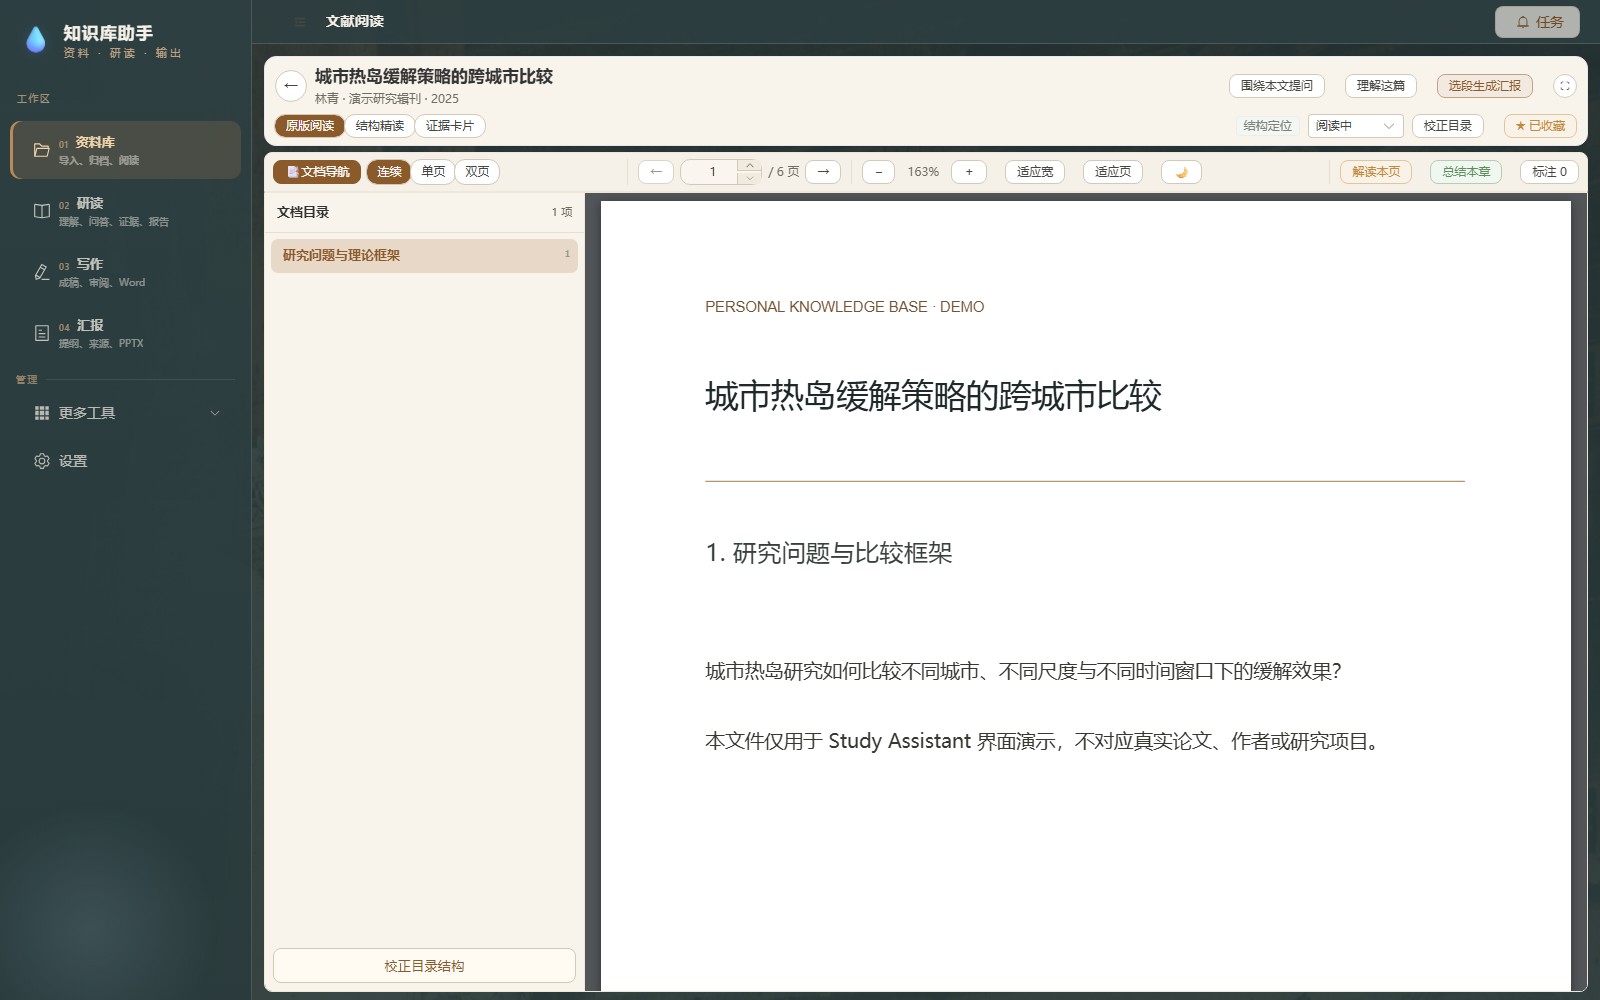 知识库助手
资料 · 研读 · 输出
工作区
01 资料库
导入、归档、阅读
02 研读
理解、问答、证据、报告
03 写作
成稿、审阅、Word
04 汇报
提纲、来源、PPTX
管理
更多工具
设置
文献阅读
任务
城市热岛缓解策略的跨城市比较
林青 · 演示研究辑刊 · 2025
围绕本文提问 理解这篇 选段生成汇报
原版阅读 结构精读 证据卡片
结构定位 阅读中 校正目录 ★ 已收藏
文档导航 连续 单页 双页
← 1 / 6 页 → − 163% + 适应宽 适应页
解读本页 总结本章 标注 0
文档目录 1 项
研究问题与理论框架 1
校正目录结构
PERSONAL KNOWLEDGE BASE · DEMO
城市热岛缓解策略的跨城市比较
1. 研究问题与比较框架
城市热岛研究如何比较不同城市、不同尺度与不同时间窗口下的缓解效果?
本文件仅用于 Study Assistant 界面演示，不对应真实论文、作者或研究项目。